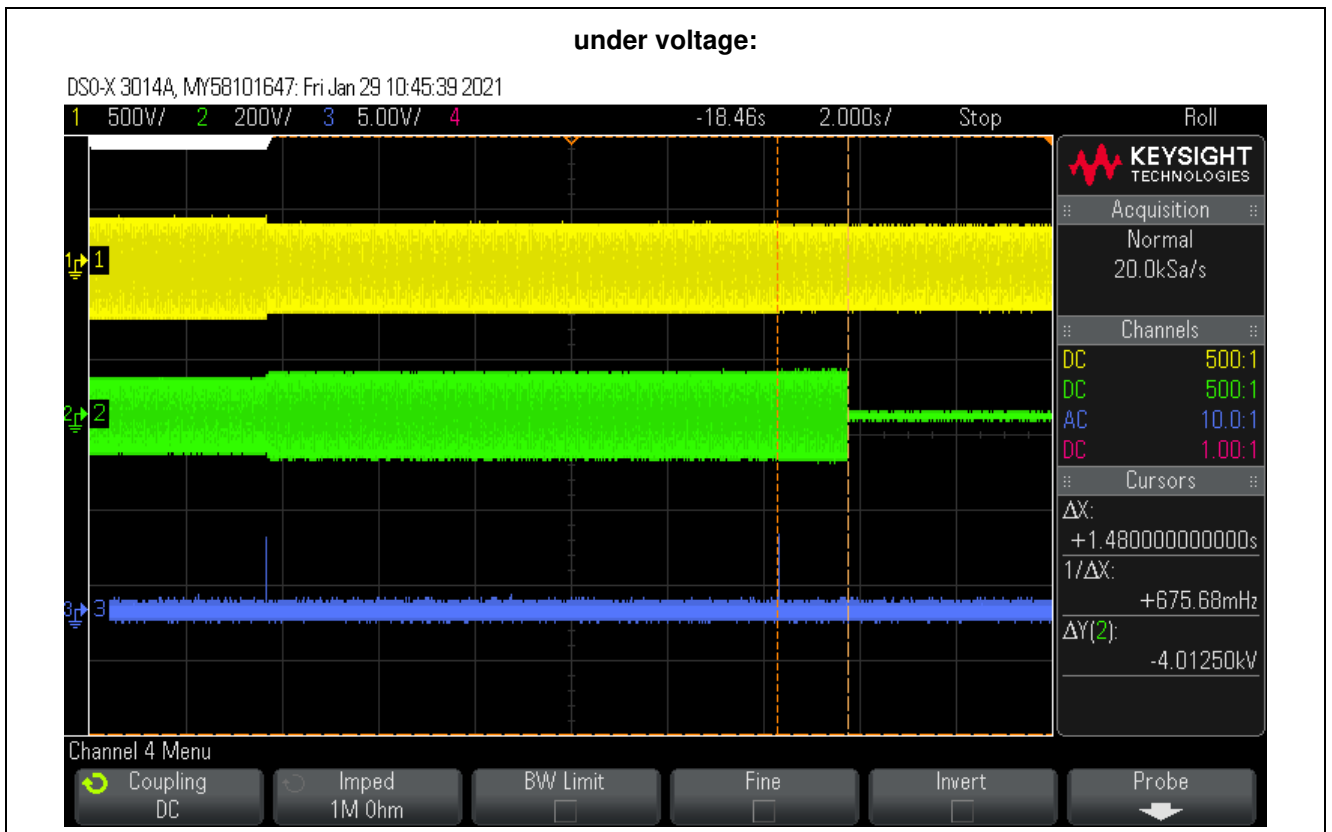 under voltage:
DSO-X 3014A, MY58101647: Fri Jan 29 10:45:39 2021
1 500V/ 2 200V/ 3 5.00V/ 4 -18.46s 2.000s/ Stop Roll
KEYSIGHT
TECHNOLOGIES
Acquisition
Normal
20.0kSa/s
Channels
DC 500:1
DC 500:1
AC 10.0:1
DC 1.00:1
Cursors
ΔX:
+1.480000000000s
1/ΔX:
+675.68mHz
ΔY(2):
-4.01250kV
1 1
2 2
3 3
Channel 4 Menu
Coupling Imped BW Limit Fine Invert Probe
DC 1M Ohm